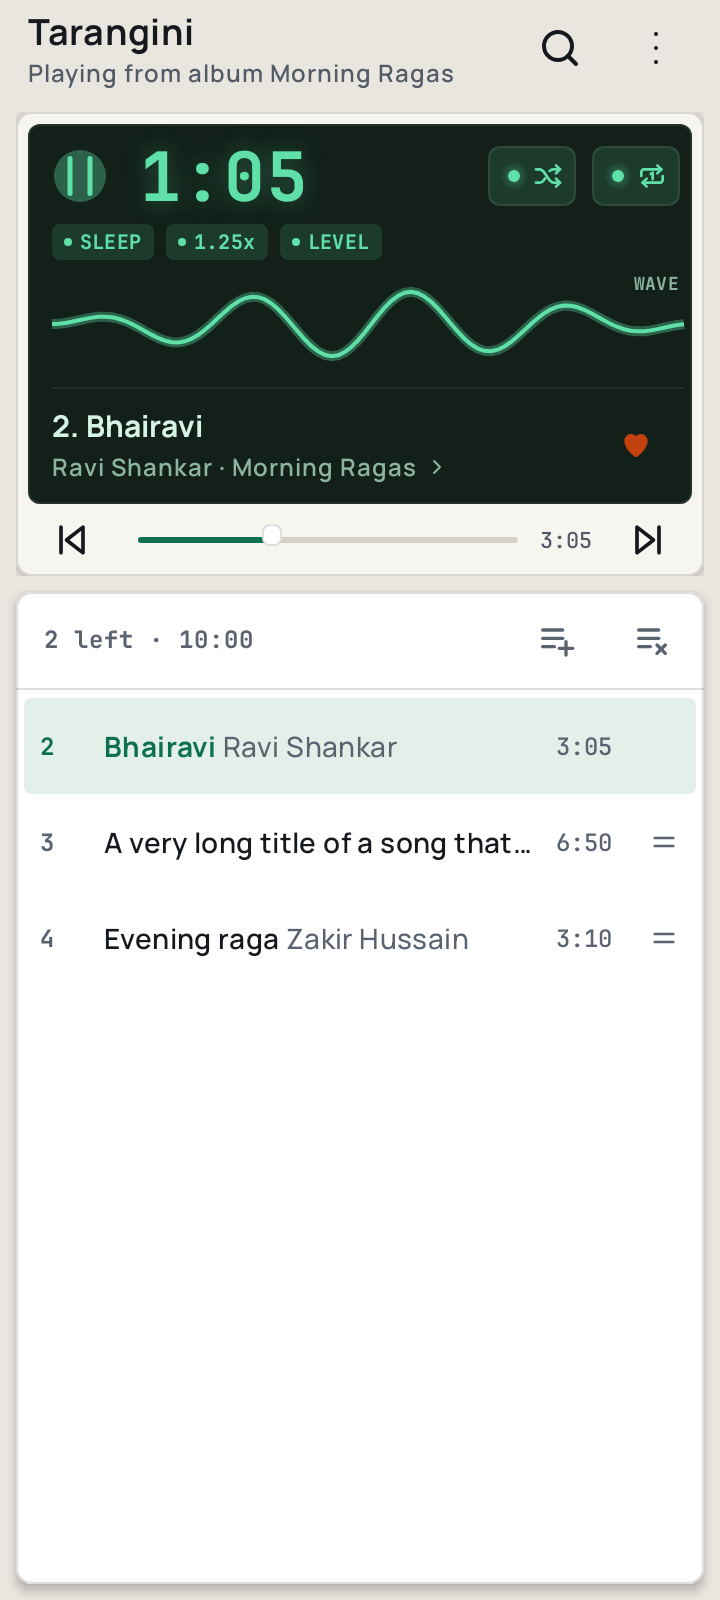 Tarangini
Playing from album Morning Ragas
1:05
SLEEP 1.25x LEVEL
WAVE
2. Bhairavi
Ravi Shankar · Morning Ragas
3:05
2 left · 10:00
2 Bhairavi Ravi Shankar 3:05
3 A very long title of a song that… 6:50
4 Evening raga Zakir Hussain 3:10